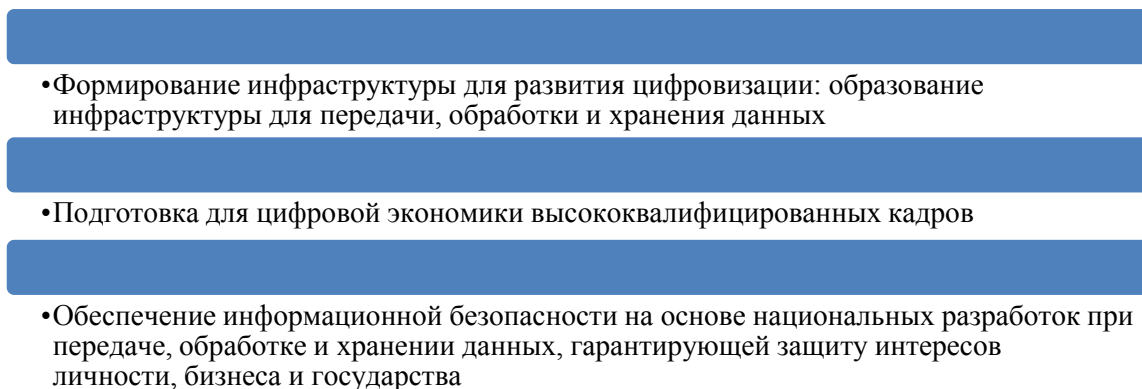 •Формирование инфраструктуры для развития цифровизации: образование
инфраструктуры для передачи, обработки и хранения данных
•Подготовка для цифровой экономики высококвалифицированных кадров
•Обеспечение информационной безопасности на основе национальных разработок при
передаче, обработке и хранении данных, гарантирующей защиту интересов
личности, бизнеса и государства